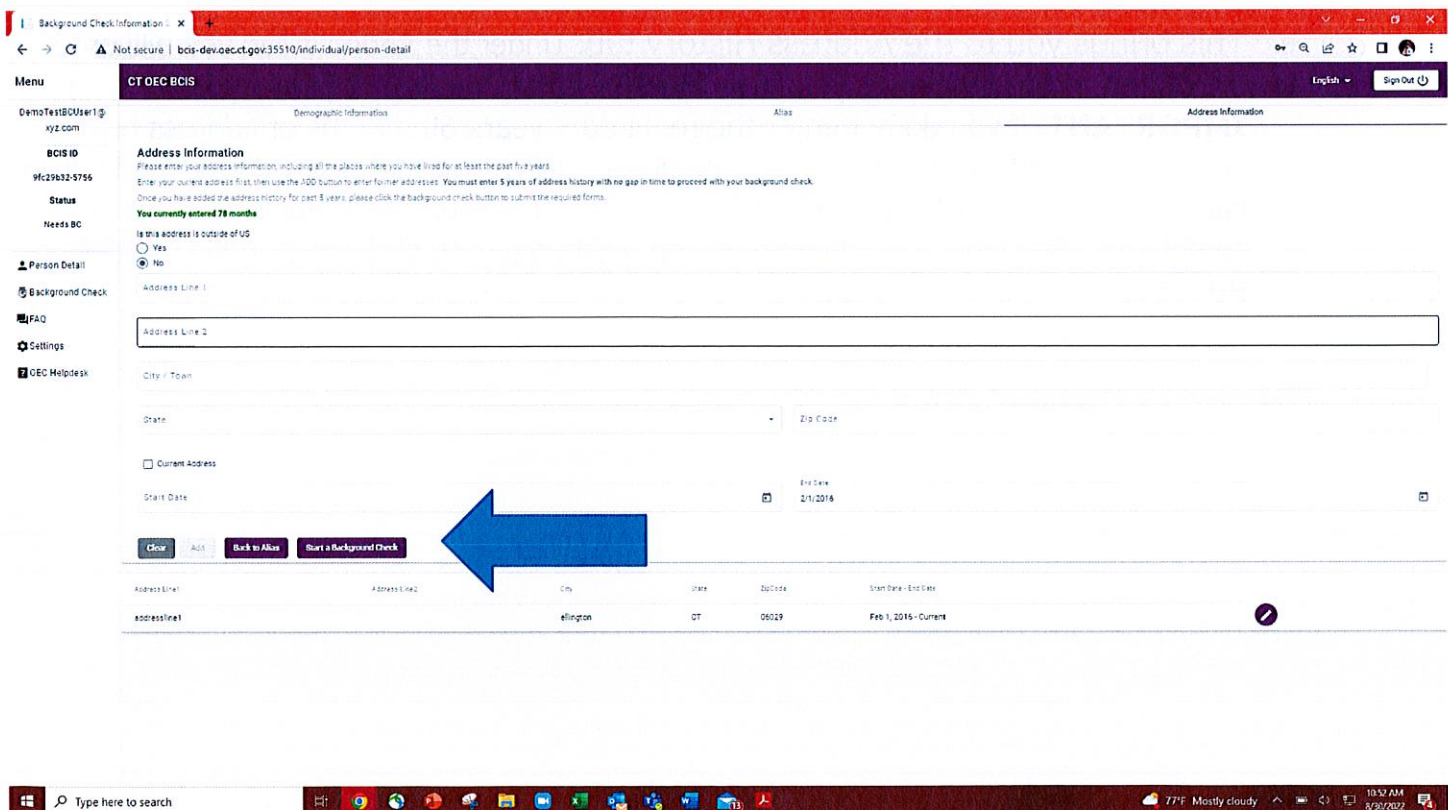 Background Check Information
Not secure | bcis-dev.oec.ct.gov:35510/individual/person-detail
Menu
CT OEC BCIS
English
Sign Out
DemoTestBCUser1@
xyz.com
BCIS ID
9fc29b32-5756
Status
Needs BC
Person Detail
Background Check
FAQ
Settings
OEC Helpdesk
Demographic Information
Alias
Address Information
Address Information
Please enter your address information, including all the places where you have lived for at least the past five years.
Enter your current address first, then use the ADD button to enter former addresses. You must enter 5 years of address history with no gap in time to proceed with your background check.
Once you have added the address history for past 5 years, please click the background check button to submit the required forms.
You currently entered 78 months
Is this address is outside of US
Yes
No
Address Line 1
Address Line 2
City / Town
State
Zip Code
Current Address
Start Date
End Date
2/1/2016
Clear
Add
Back to Alias
Start a Background Check
Address Line1
Address Line2
City
State
ZipCode
Start Date - End Date
addressline1
ellington
CT
06029
Feb 1, 2016 - Current
Type here to search
77°F Mostly cloudy
10:52 AM
8/30/2022